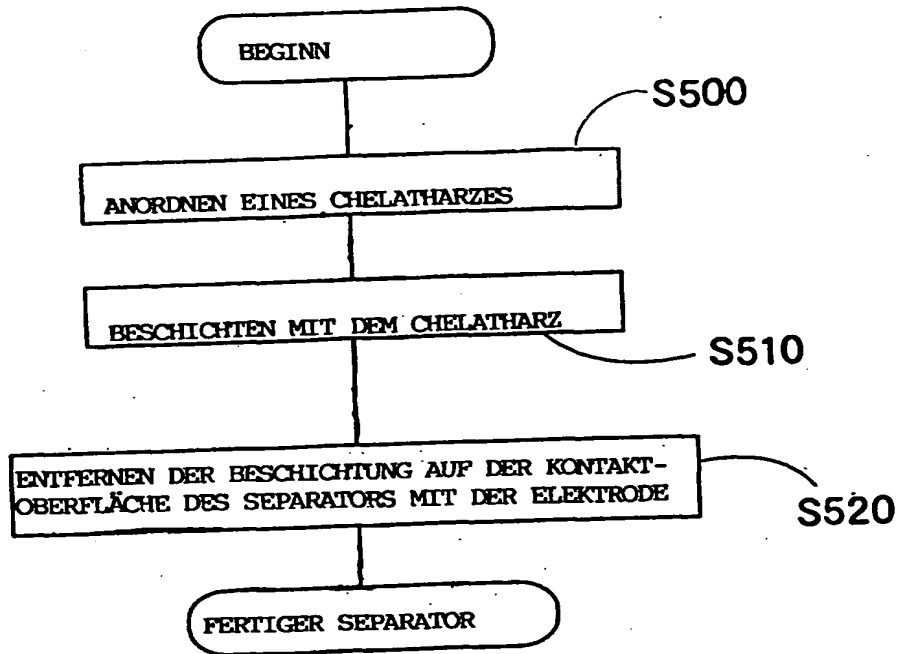 BEGINN
S500
ANORDNEN EINES CHELATHARZES
BESCHICHTEN MIT DEM CHELATHARZ
S510
ENTFERNEN DER BESCHICHTUNG AUF DER KONTAKT-
OBERFLÄCHE DES SEPARATORS MIT DER ELEKTRODE
S520
FERTIGER SEPARATOR